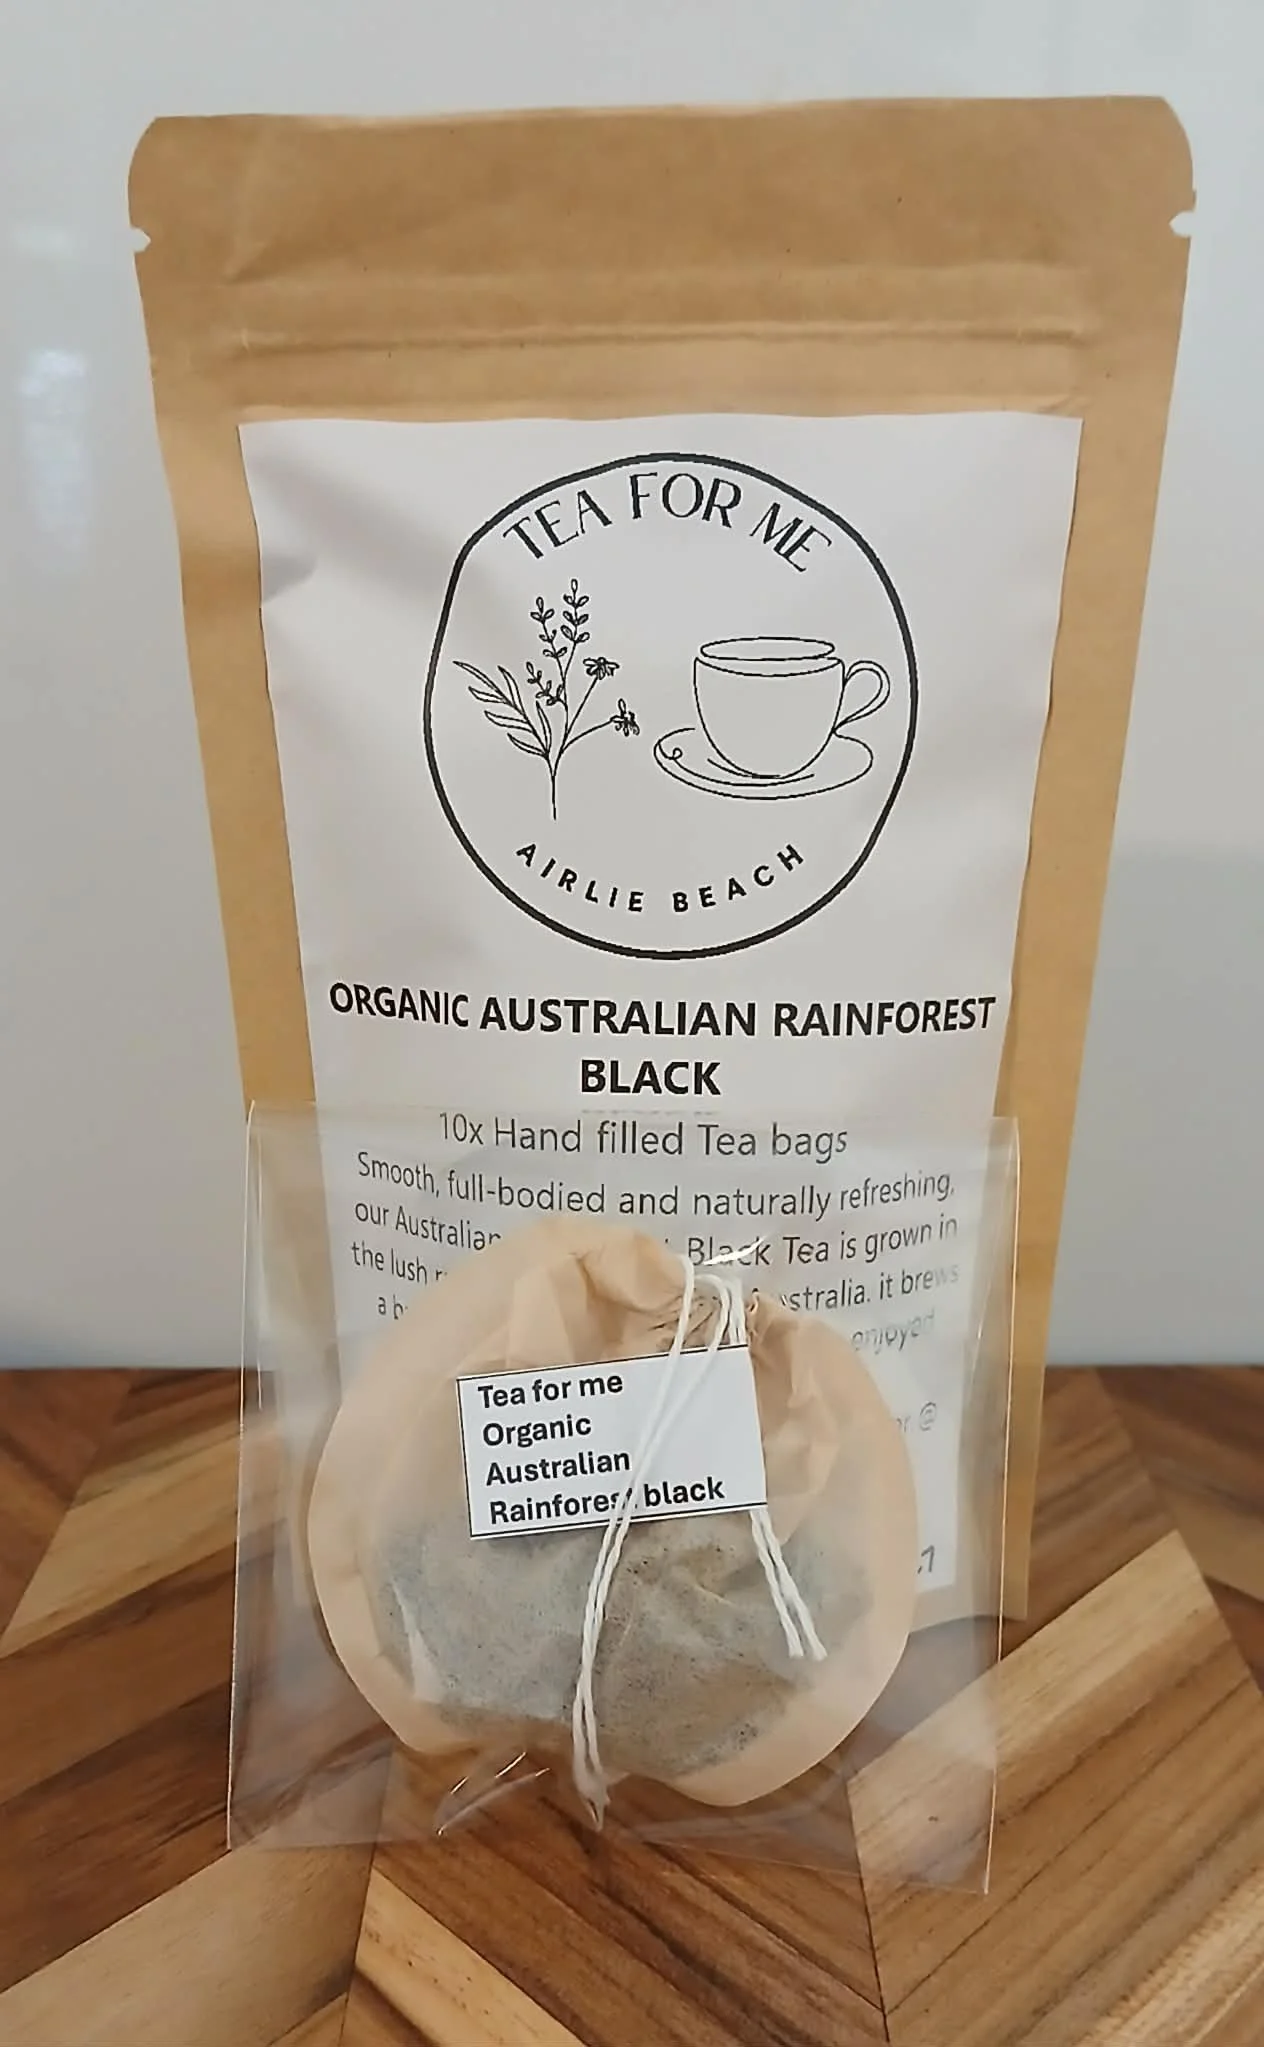 TEA FOR ME
AIRLIE BEACH
ORGANIC AUSTRALIAN RAINFOREST
BLACK
10x Hand filled Tea bags
Smooth, full-bodied and naturally refreshing,
our Australian Black Tea is grown in
the lush Australia. it brews
a enjoyed
@
Tea for me
Organic
Australian
Rainforest black